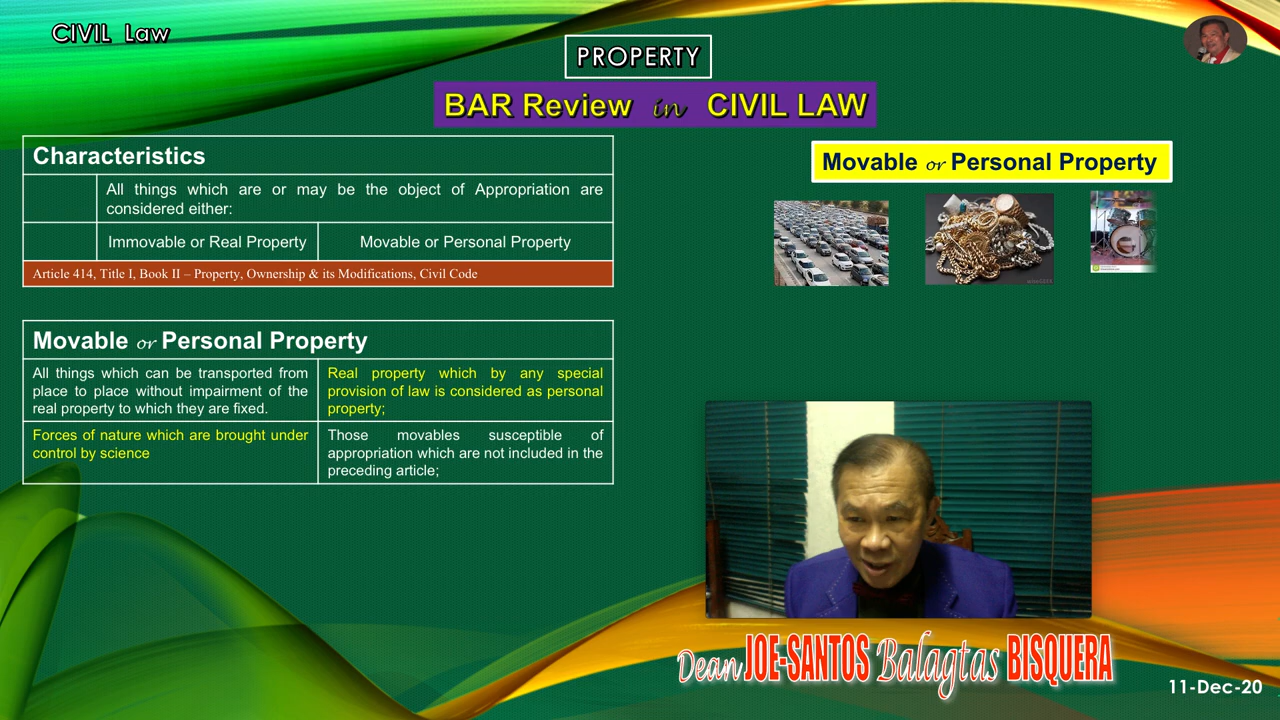 CIVIL Law
PROPERTY
BAR Review in CIVIL LAW
Characteristics
All things which are or may be the object of Appropriation are
considered either:
Immovable or Real Property
Movable or Personal Property
Article 414, Title I, Book II – Property, Ownership & its Modifications, Civil Code
Movable or Personal Property
All things which can be transported from
place to place without impairment of the
real property to which they are fixed.
Real property which by any special
provision of law is considered as personal
property;
Forces of nature which are brought under
control by science
Those movables susceptible of
appropriation which are not included in the
preceding article;
Movable or Personal Property
Dean JOE-SANTOS Balagtas BISQUERA
11-Dec-20